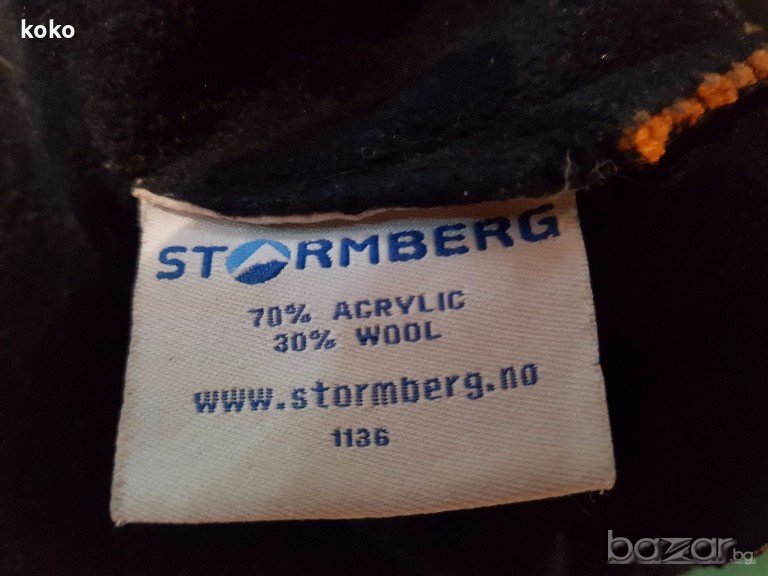 koko
STORMBERG
70% ACRYLIC
30% WOOL
www.stormberg.no
1136
bazar.bg